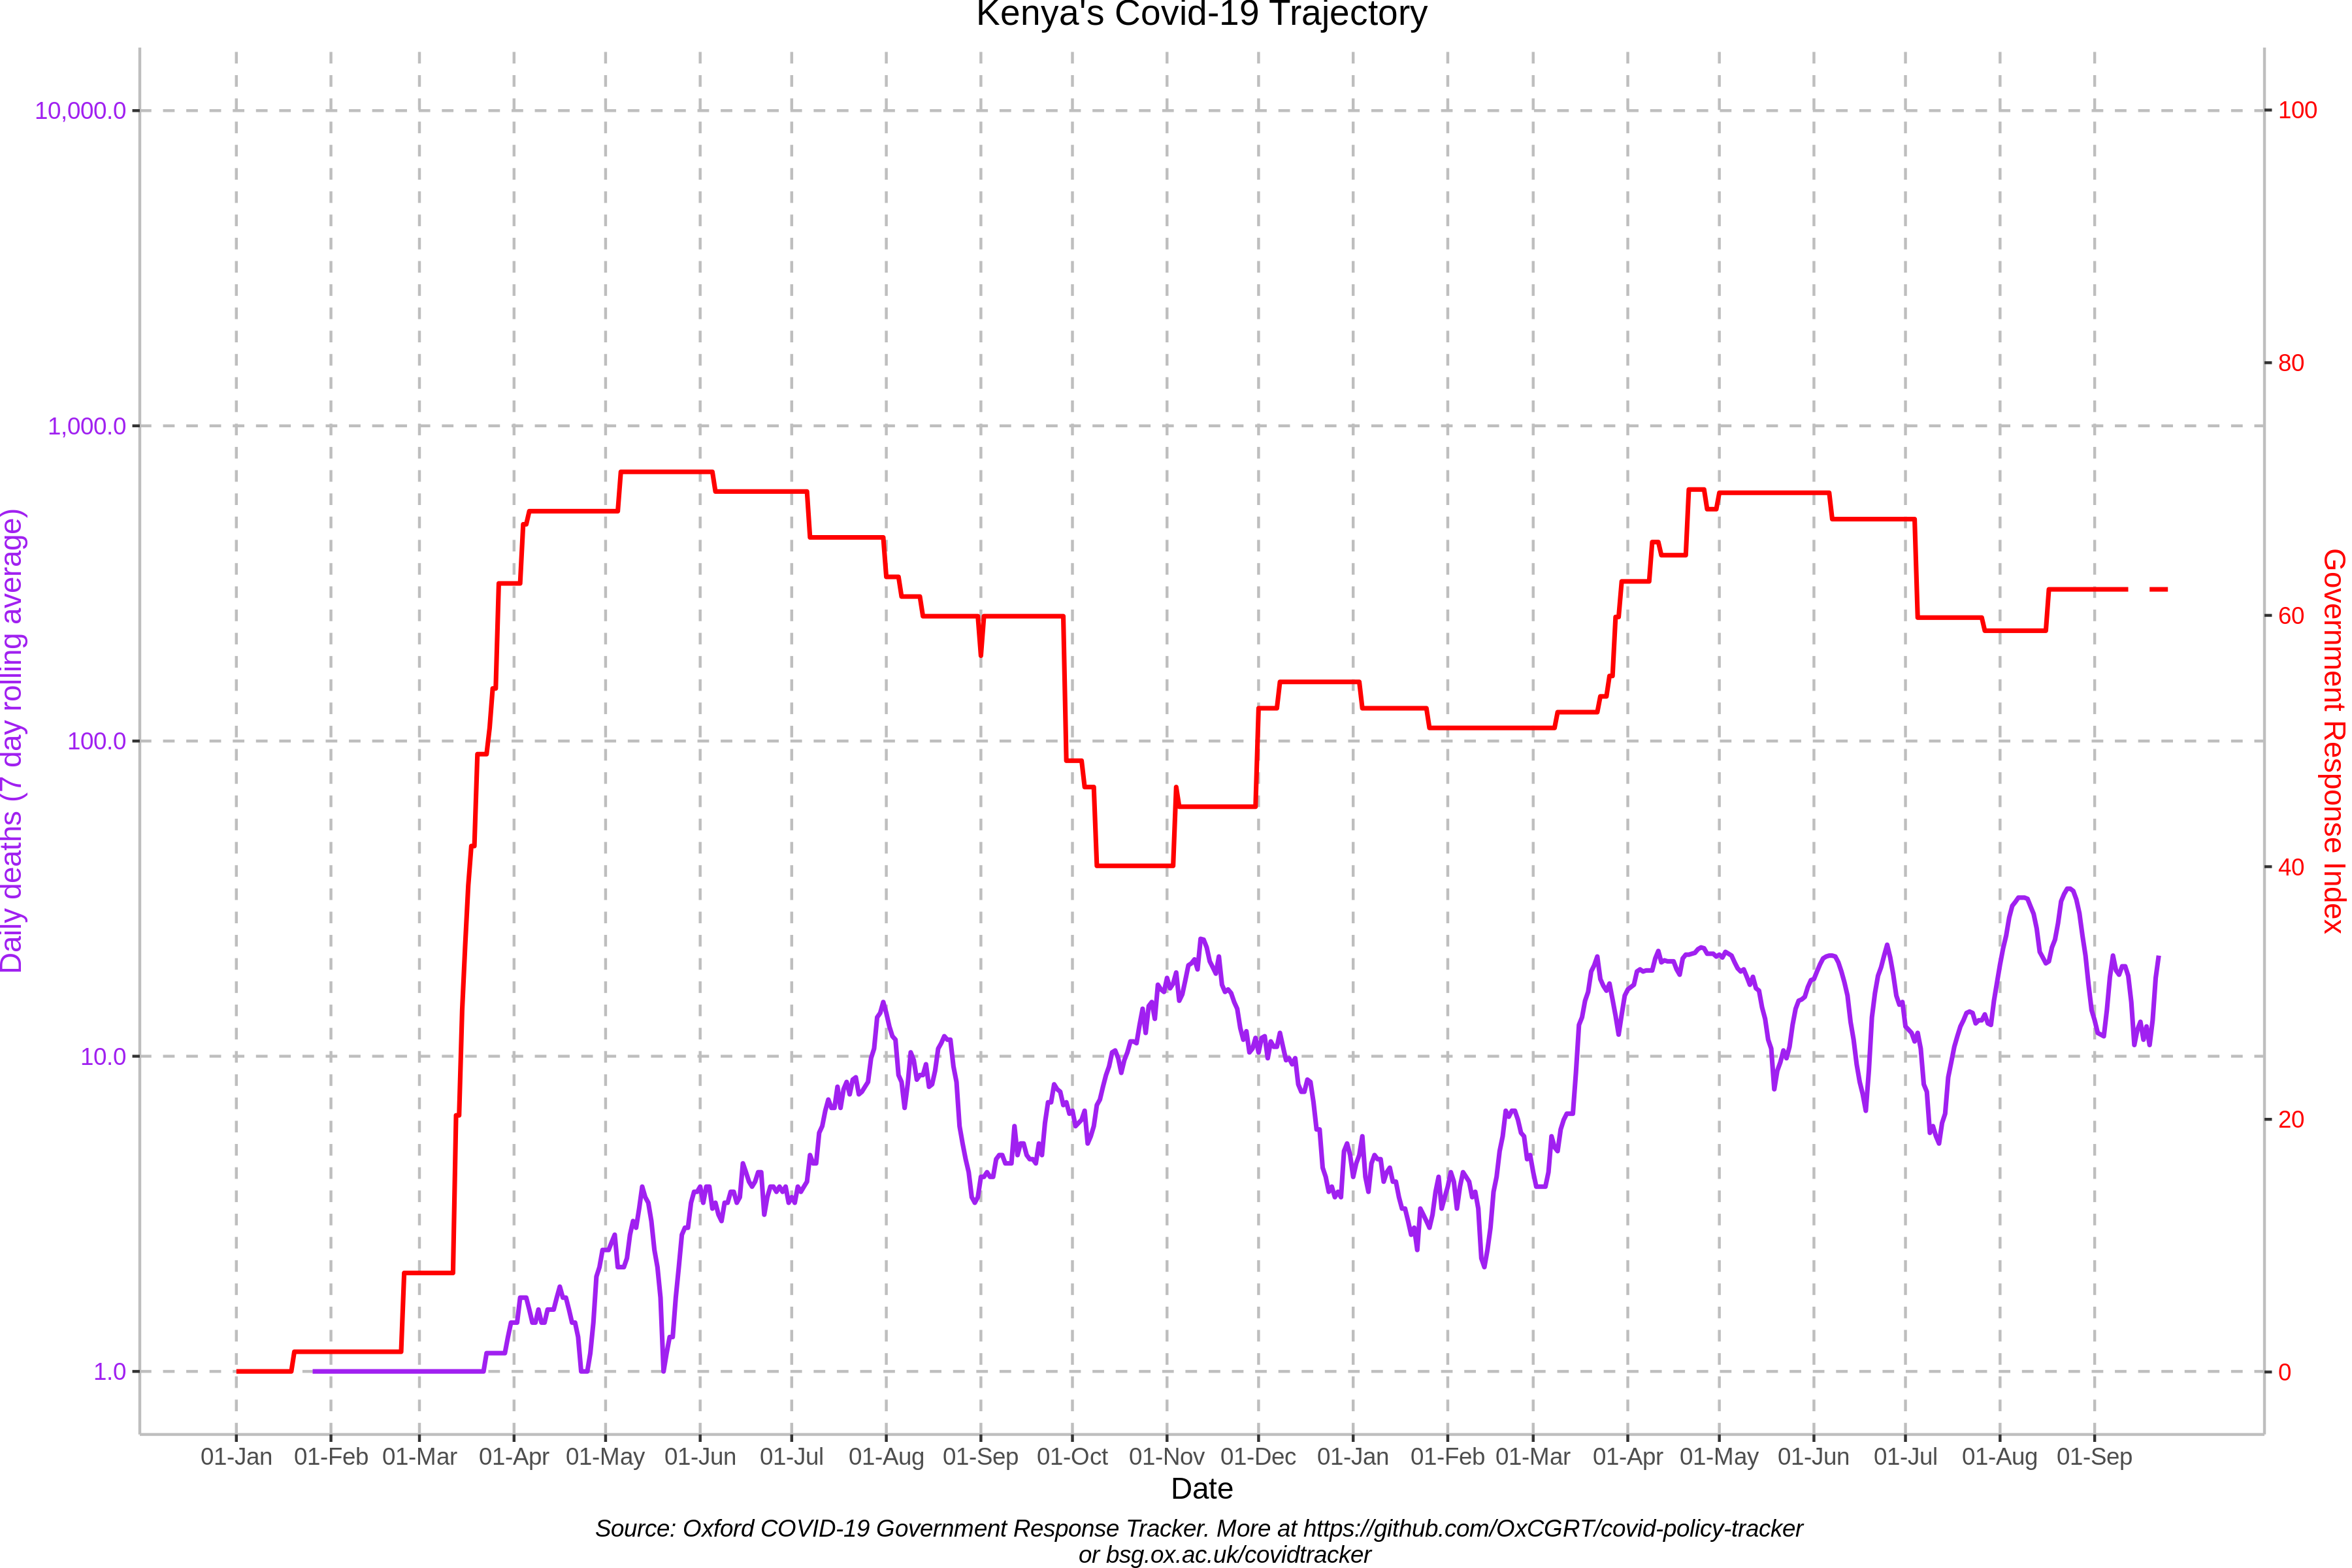 Kenya's Covid-19 Trajectory
10,000.0
1,000.0
100.0
10.0
1.0
Daily deaths (7 day rolling average)
100
80
60
40
20
0
Government Response Index
01-Jan 01-Feb 01-Mar 01-Apr 01-May 01-Jun 01-Jul 01-Aug 01-Sep 01-Oct 01-Nov 01-Dec 01-Jan 01-Feb 01-Mar 01-Apr 01-May 01-Jun 01-Jul 01-Aug 01-Sep
Date
Source: Oxford COVID-19 Government Response Tracker. More at https://github.com/OxCGRT/covid-policy-tracker
or bsg.ox.ac.uk/covidtracker